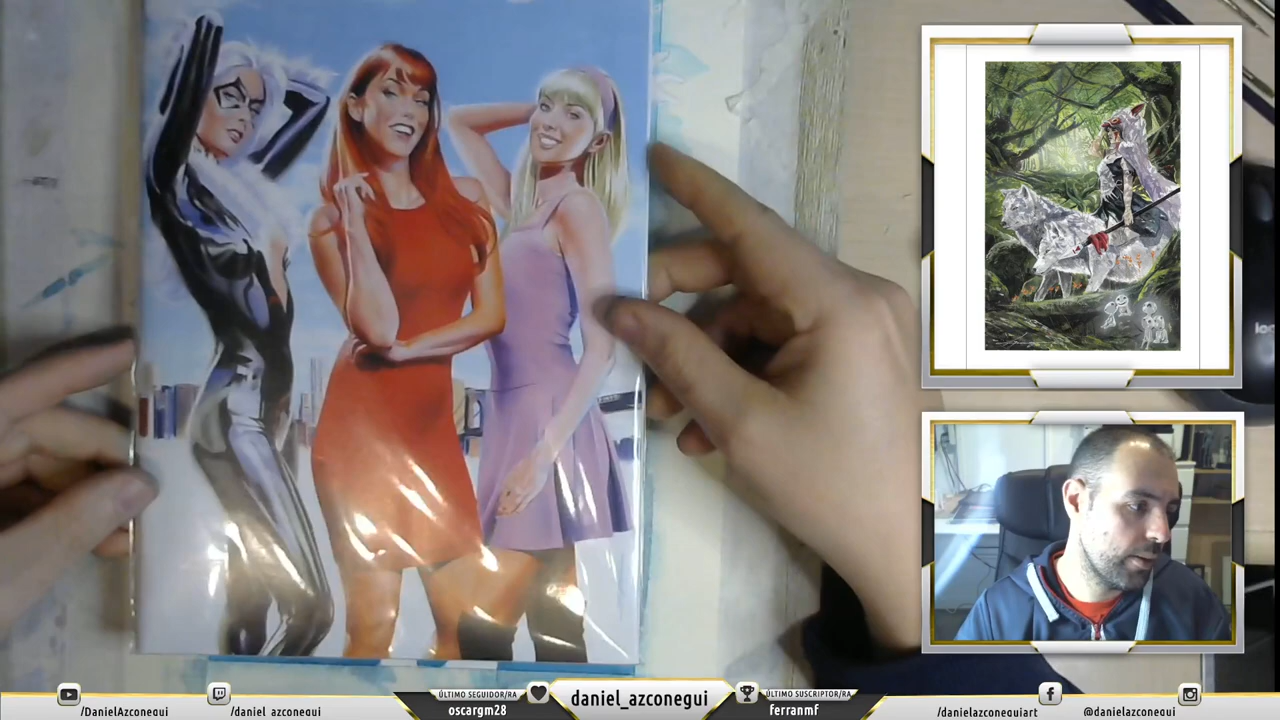 /DanielAzconegui
/daniel_azconegui
ÚLTIMO SEGUIDOR/RA
oscargm28
daniel_azconegui
ÚLTIMO SUSCRIPTOR/RA
ferranmf
/danielazconeguiart
@danielazconegui